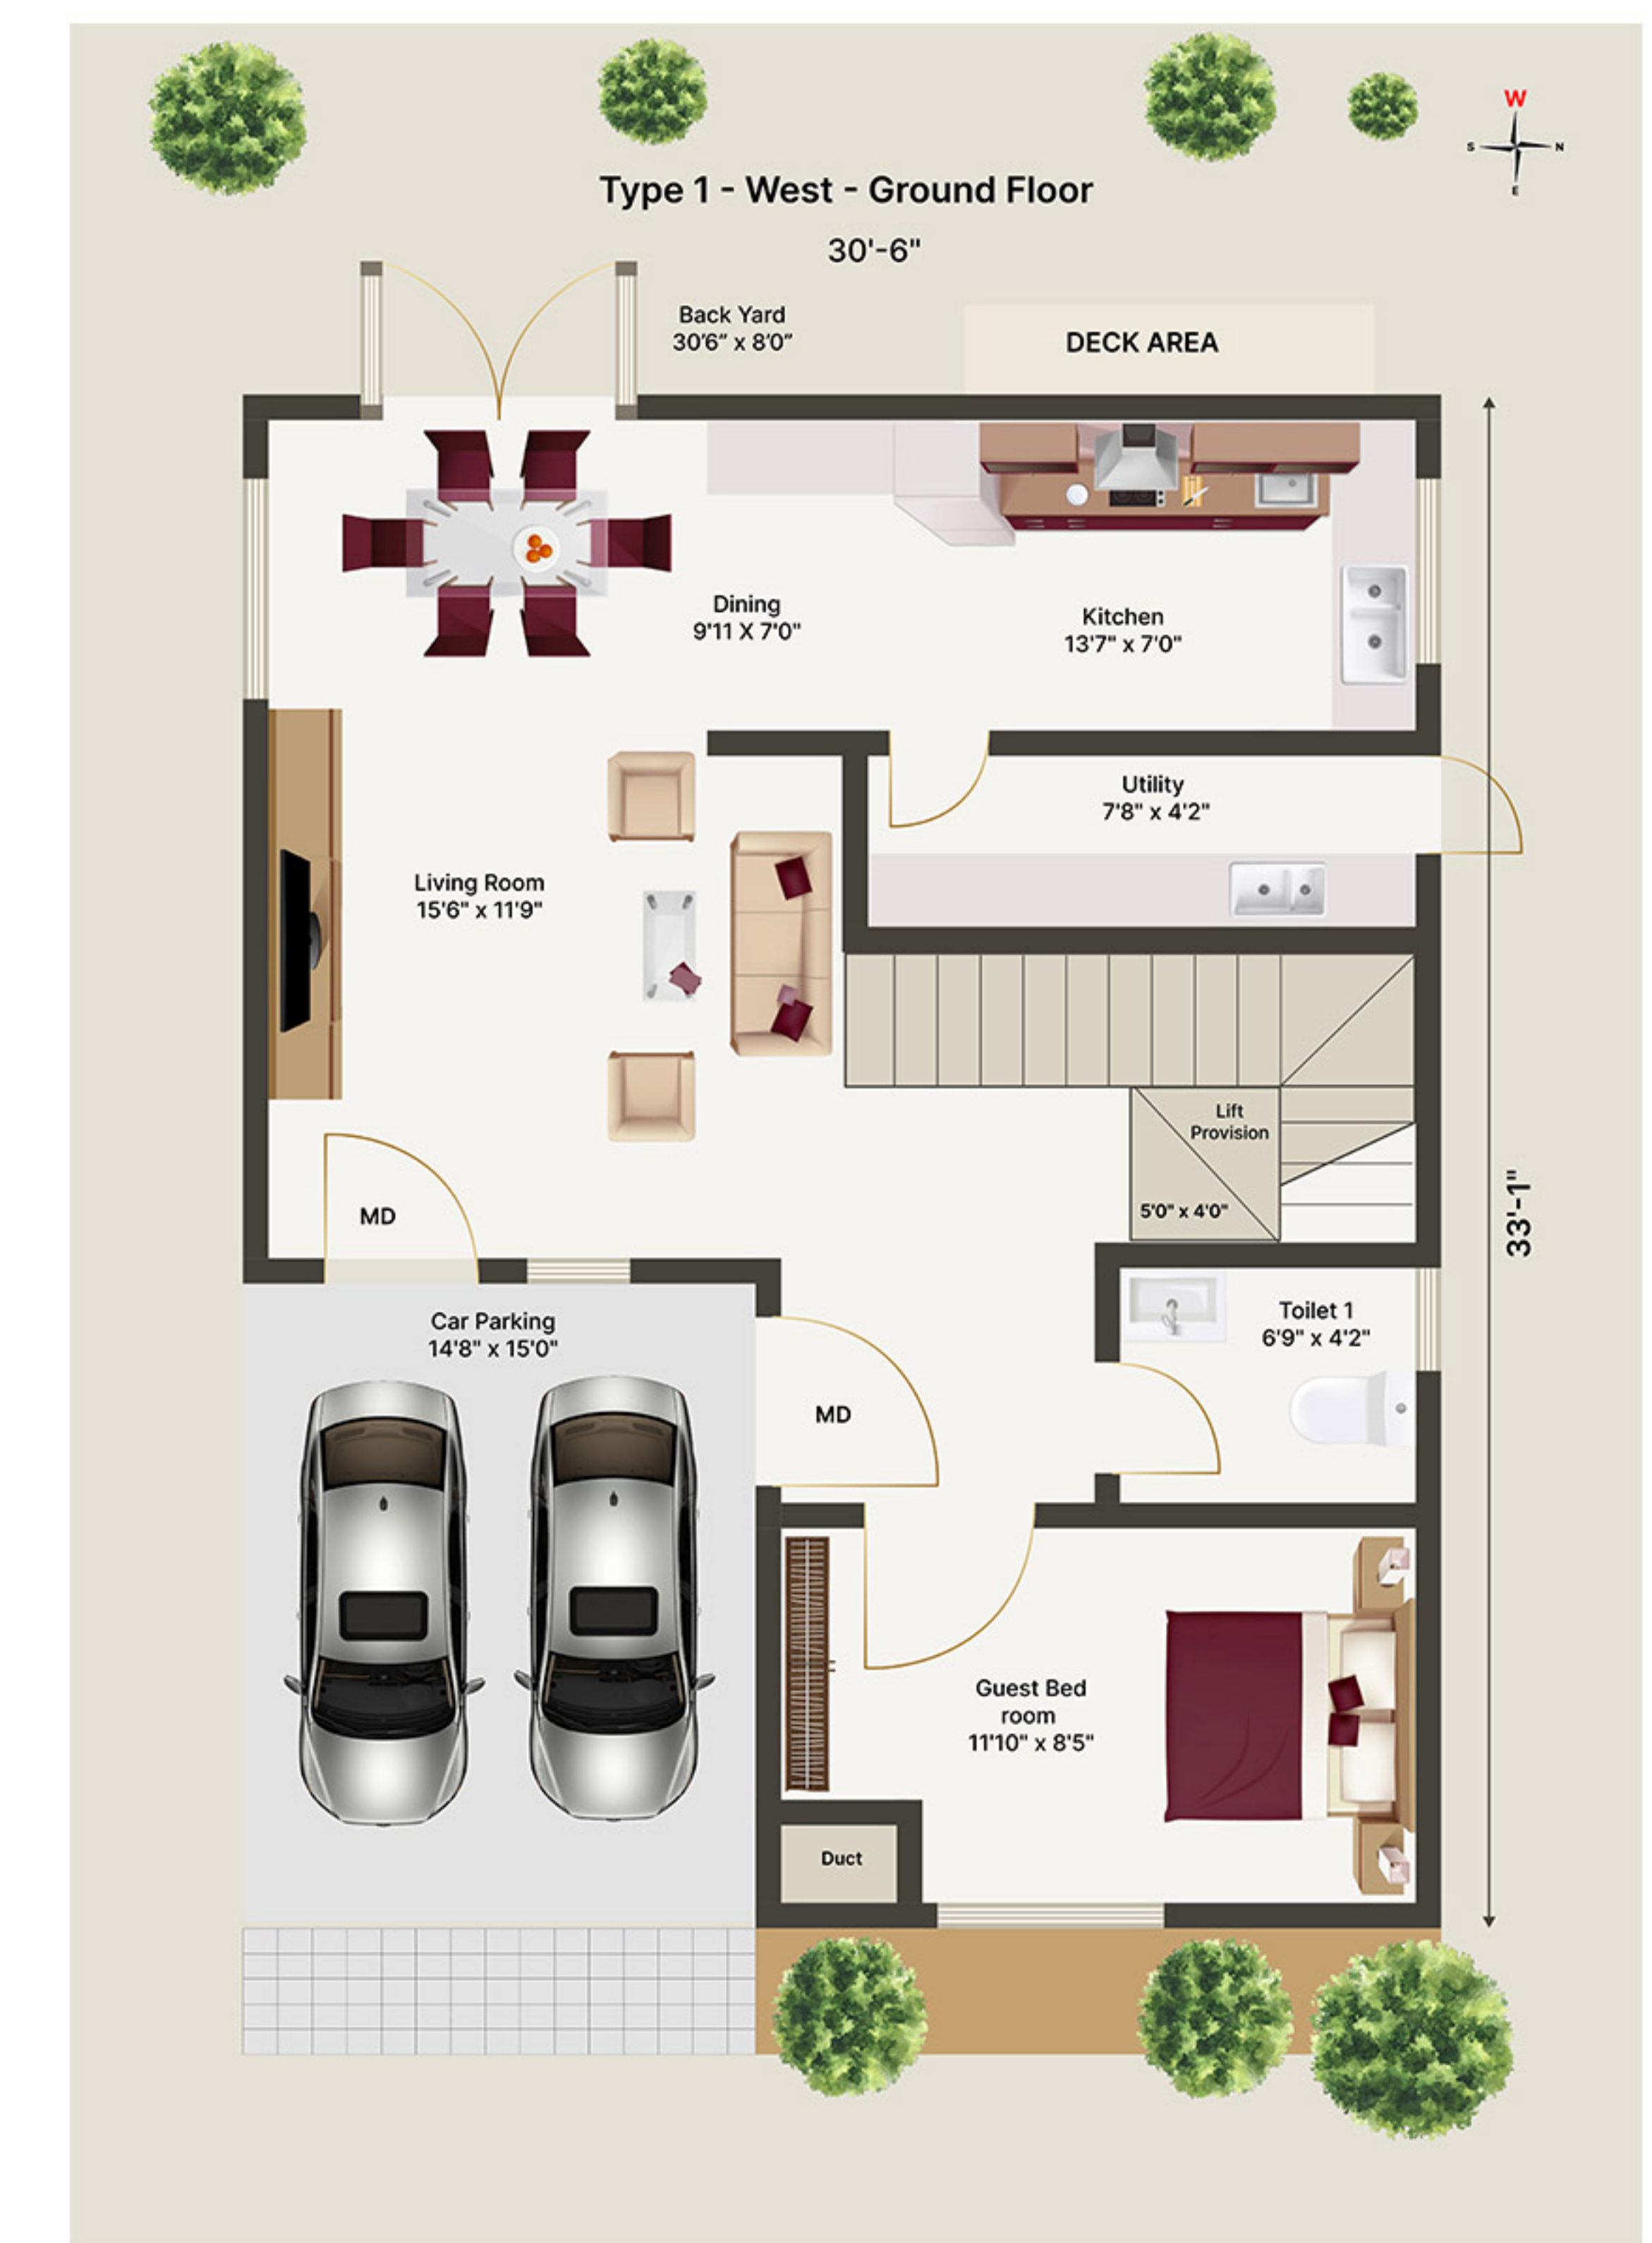 W
S
N
E
Type 1 - West - Ground Floor
30'-6"
Back Yard
30'6" x 8'0"
DECK AREA
Dining
9'11 X 7'0"
Kitchen
13'7" x 7'0"
Utility
7'8" x 4'2"
Living Room
15'6" x 11'9"
Lift
Provision
5'0" x 4'0"
33'-1"
MD
Car Parking
14'8" x 15'0"
Toilet 1
6'9" x 4'2"
MD
Guest Bed
room
11'10" x 8'5"
Duct